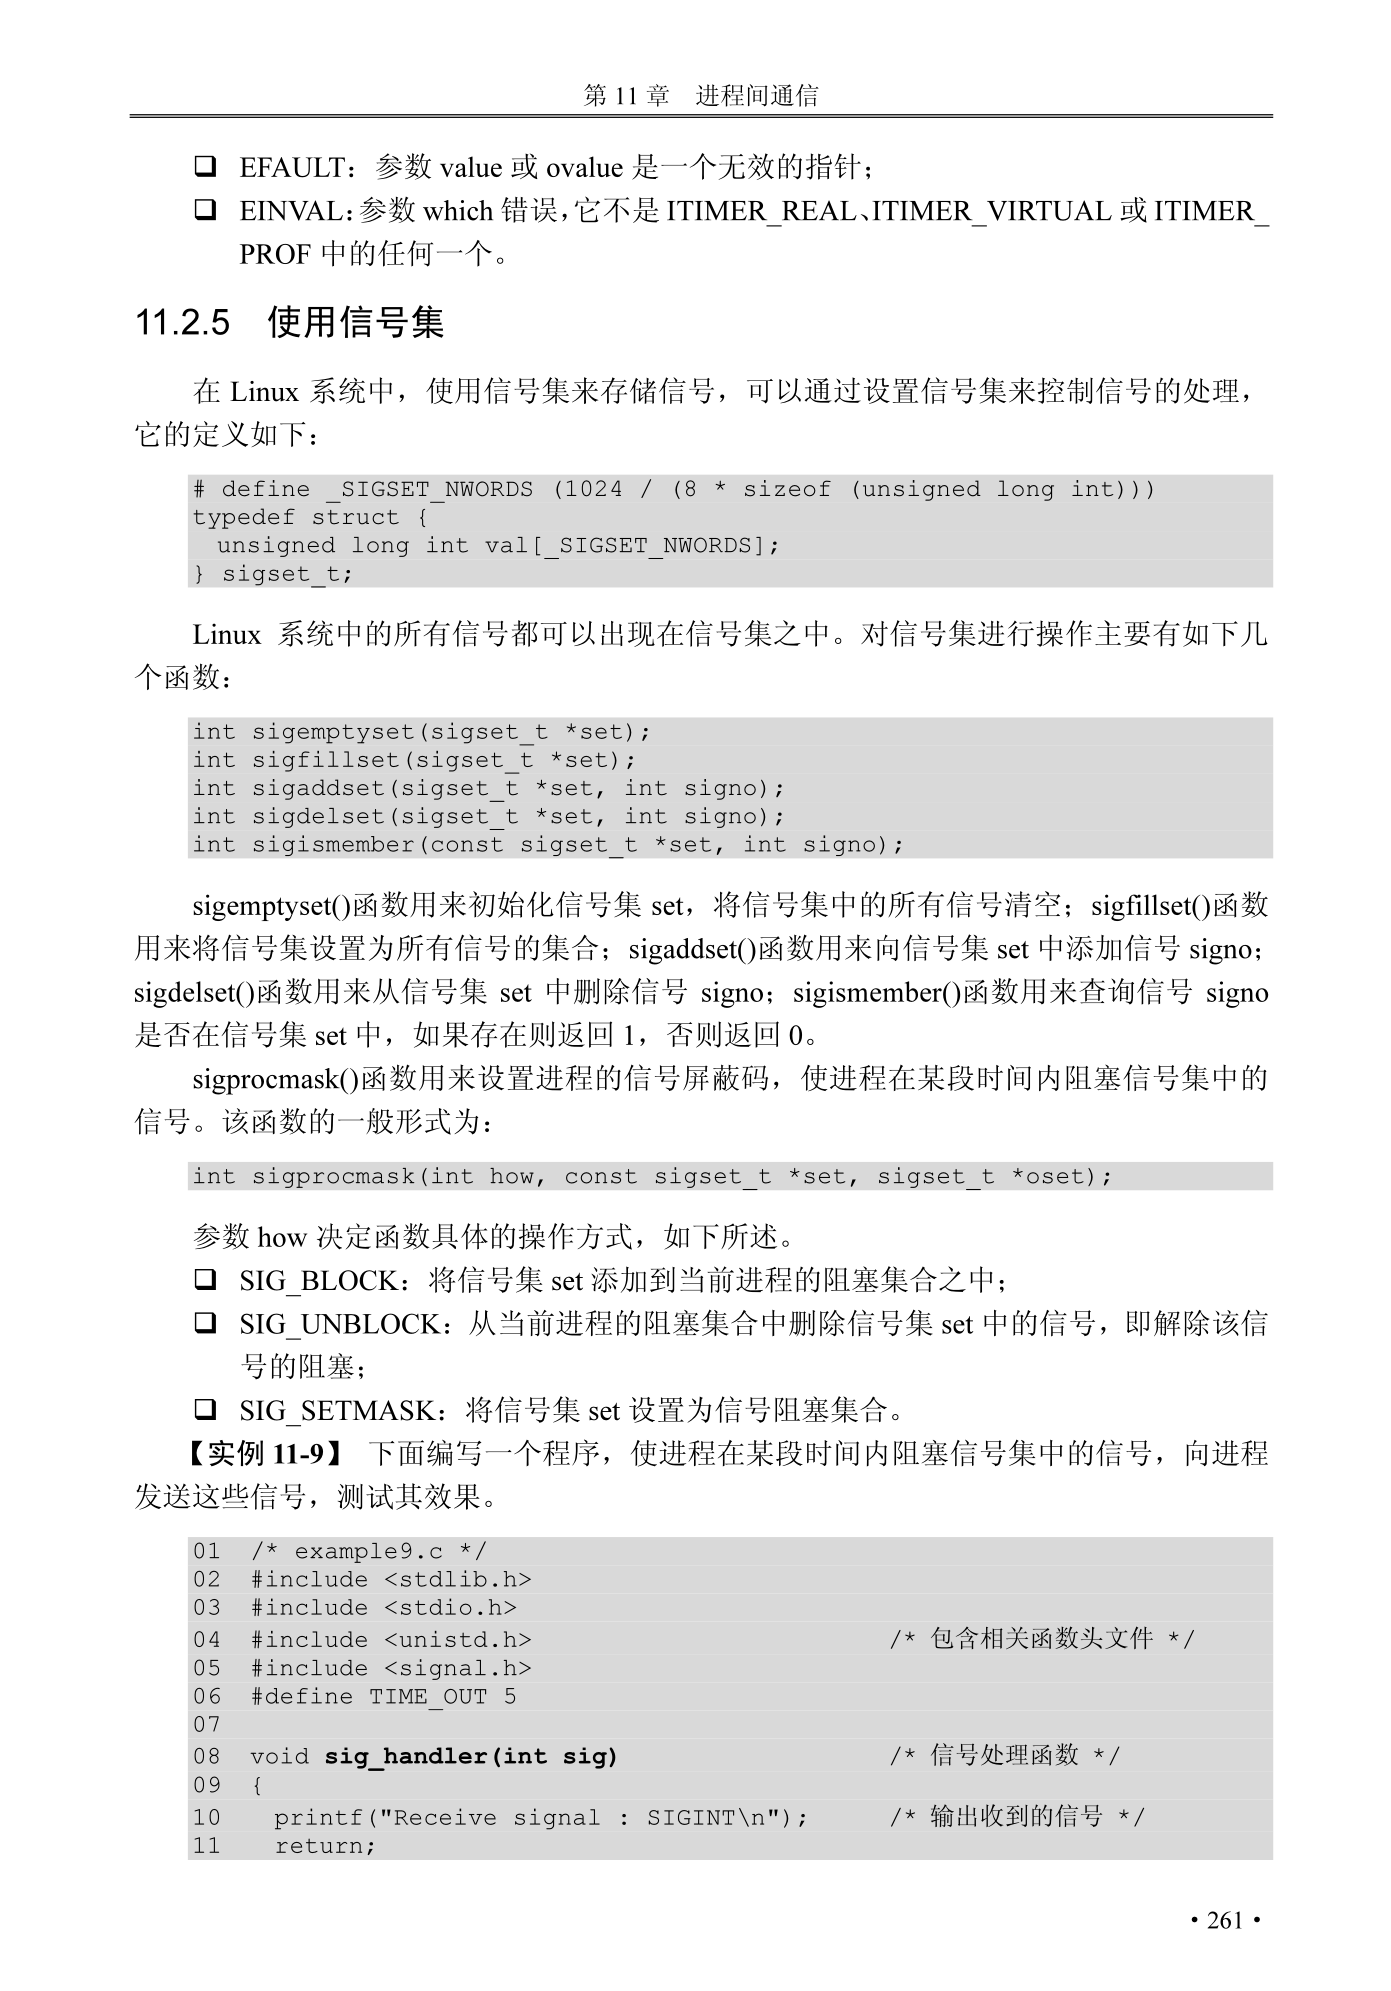 第 11 章　进程间通信
❑ EFAULT：参数 value 或 ovalue 是一个无效的指针；
❑ EINVAL：参数 which 错误，它不是 ITIMER_REAL、ITIMER_VIRTUAL 或 ITIMER_
PROF 中的任何一个。
11.2.5　使用信号集
在 Linux 系统中，使用信号集来存储信号，可以通过设置信号集来控制信号的处理，
它的定义如下：
# define _SIGSET_NWORDS (1024 / (8 * sizeof (unsigned long int)))
typedef struct {
unsigned long int val[_SIGSET_NWORDS];
} sigset_t;
Linux 系统中的所有信号都可以出现在信号集之中。对信号集进行操作主要有如下几
个函数：
int sigemptyset(sigset_t *set);
int sigfillset(sigset_t *set);
int sigaddset(sigset_t *set, int signo);
int sigdelset(sigset_t *set, int signo);
int sigismember(const sigset_t *set, int signo);
sigemptyset()函数用来初始化信号集 set，将信号集中的所有信号清空；sigfillset()函数
用来将信号集设置为所有信号的集合；sigaddset()函数用来向信号集 set 中添加信号 signo；
sigdelset()函数用来从信号集 set 中删除信号 signo；sigismember()函数用来查询信号 signo
是否在信号集 set 中，如果存在则返回 1，否则返回 0。
sigprocmask()函数用来设置进程的信号屏蔽码，使进程在某段时间内阻塞信号集中的
信号。该函数的一般形式为：
int sigprocmask(int how, const sigset_t *set, sigset_t *oset);
参数 how 决定函数具体的操作方式，如下所述。
❑ SIG_BLOCK：将信号集 set 添加到当前进程的阻塞集合之中；
❑ SIG_UNBLOCK：从当前进程的阻塞集合中删除信号集 set 中的信号，即解除该信
号的阻塞；
❑ SIG_SETMASK：将信号集 set 设置为信号阻塞集合。
【实例 11-9】 下面编写一个程序，使进程在某段时间内阻塞信号集中的信号，向进程
发送这些信号，测试其效果。
01 /* example9.c */
02 #include <stdlib.h>
03 #include <stdio.h>
04 #include <unistd.h> /* 包含相关函数头文件 */
05 #include <signal.h>
06 #define TIME_OUT 5
07
08 void sig_handler(int sig) /* 信号处理函数 */
09 {
10 printf("Receive signal : SIGINT\n"); /* 输出收到的信号 */
11 return;
• 261 •